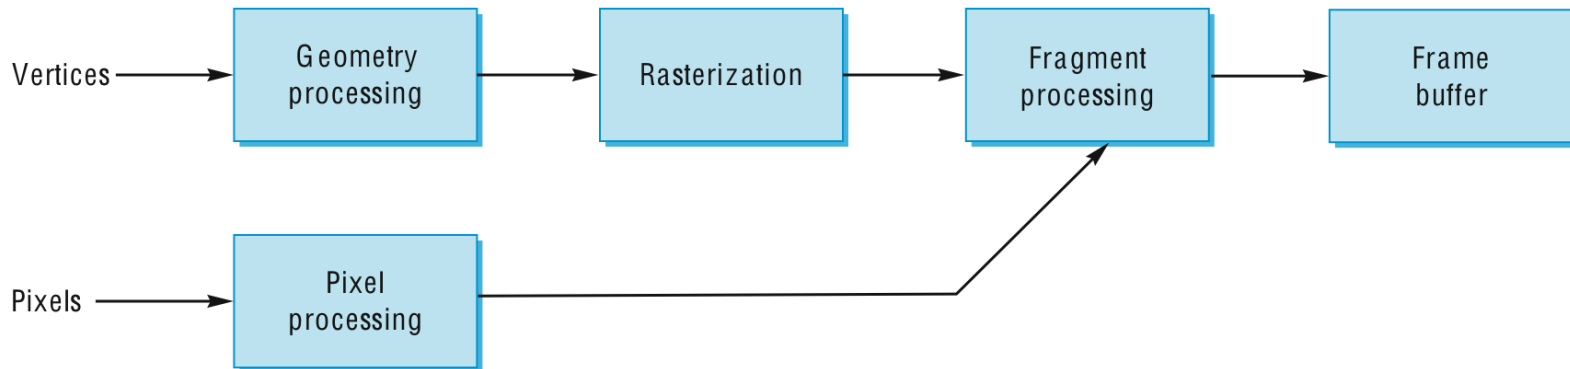 Vertices
Geometry
processing
Rasterization
Fragment
processing
Frame
buffer
Pixels
Pixel
processing